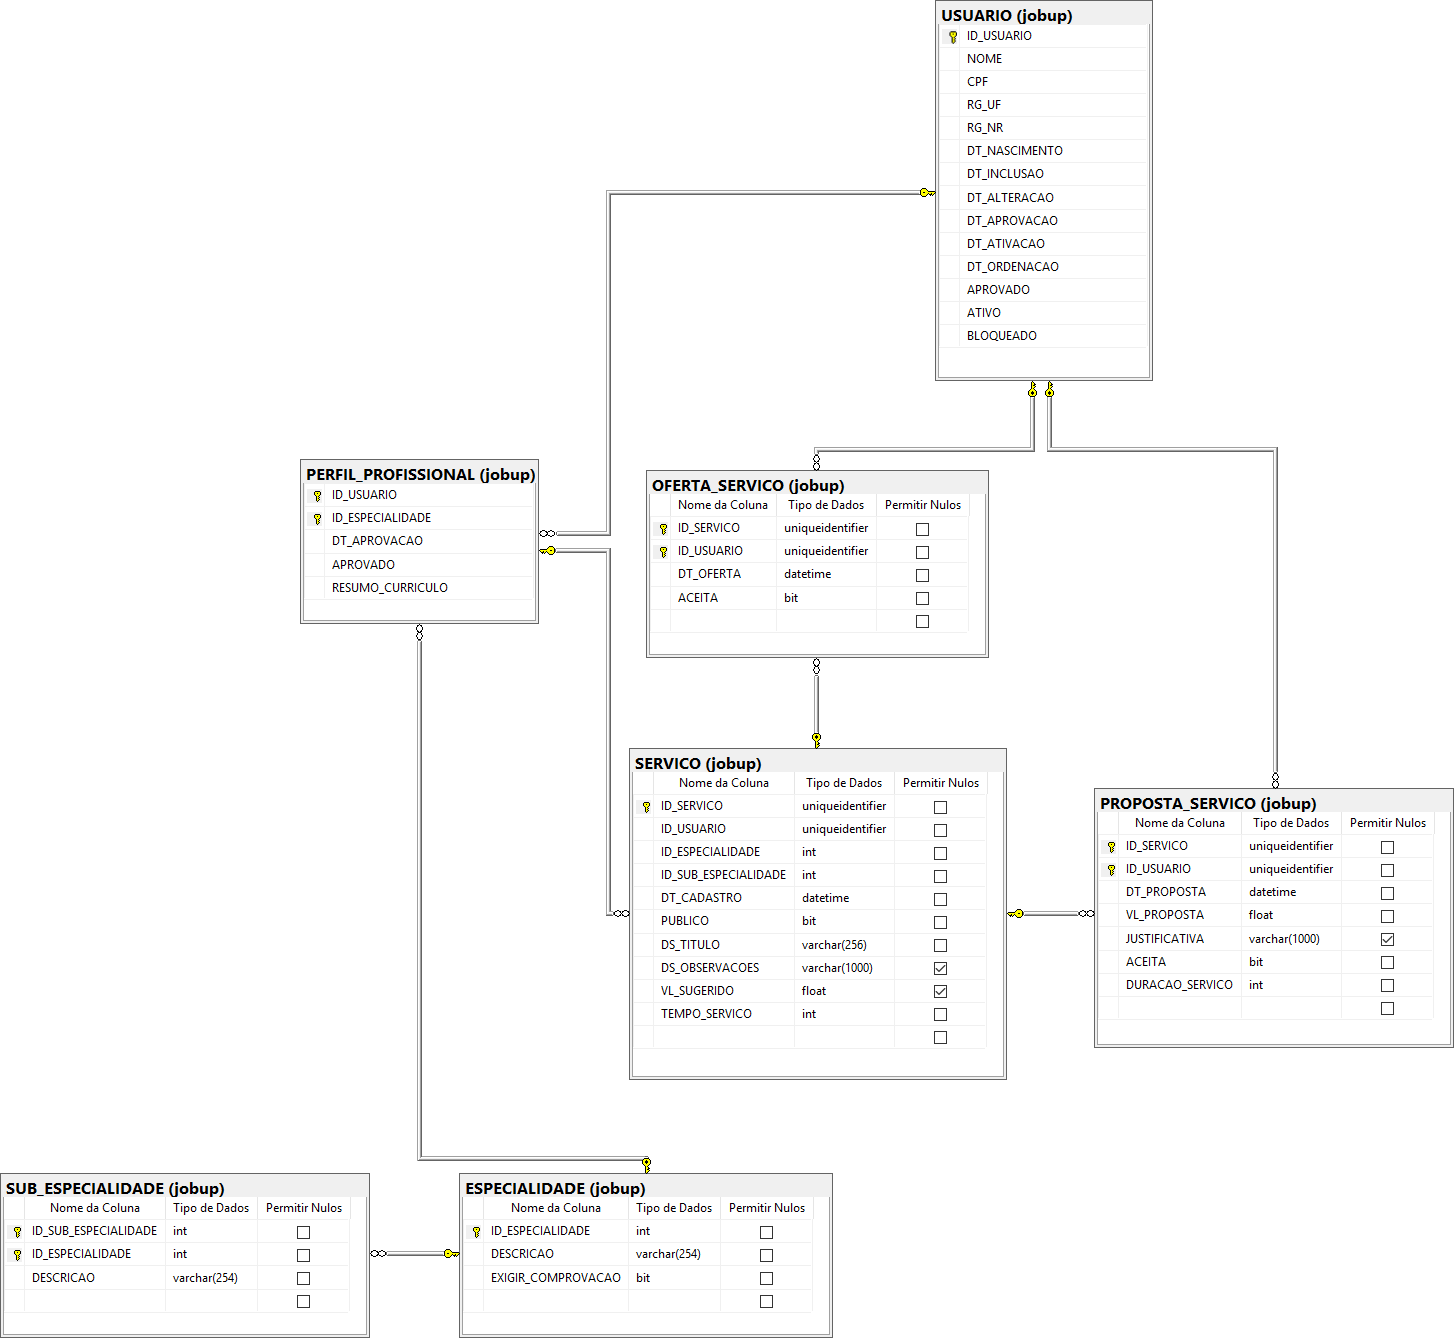 USUARIO (jobup)
ID_USUARIO
NOME
CPF
RG_UF
RG_NR
DT_NASCIMENTO
DT_INCLUSAO
DT_ALTERACAO
DT_APROVACAO
DT_ATIVACAO
DT_ORDENACAO
APROVADO
ATIVO
BLOQUEADO
PERFIL_PROFISSIONAL (jobup)
ID_USUARIO
ID_ESPECIALIDADE
DT_APROVACAO
APROVADO
RESUMO_CURRICULO
OFERTA_SERVICO (jobup)
Nome da Coluna Tipo de Dados Permitir Nulos
ID_SERVICO uniqueidentifier
ID_USUARIO uniqueidentifier
DT_OFERTA datetime
ACEITA bit
SERVICO (jobup)
Nome da Coluna Tipo de Dados Permitir Nulos
ID_SERVICO uniqueidentifier
ID_USUARIO uniqueidentifier
ID_ESPECIALIDADE int
ID_SUB_ESPECIALIDADE int
DT_CADASTRO datetime
PUBLICO bit
DS_TITULO varchar(256)
DS_OBSERVACOES varchar(1000)
VL_SUGERIDO float
TEMPO_SERVICO int
PROPOSTA_SERVICO (jobup)
Nome da Coluna Tipo de Dados Permitir Nulos
ID_SERVICO uniqueidentifier
ID_USUARIO uniqueidentifier
DT_PROPOSTA datetime
VL_PROPOSTA float
JUSTIFICATIVA varchar(1000)
ACEITA bit
DURACAO_SERVICO int
SUB_ESPECIALIDADE (jobup)
Nome da Coluna Tipo de Dados Permitir Nulos
ID_SUB_ESPECIALIDADE int
ID_ESPECIALIDADE int
DESCRICAO varchar(254)
ESPECIALIDADE (jobup)
Nome da Coluna Tipo de Dados Permitir Nulos
ID_ESPECIALIDADE int
DESCRICAO varchar(254)
EXIGIR_COMPROVACAO bit